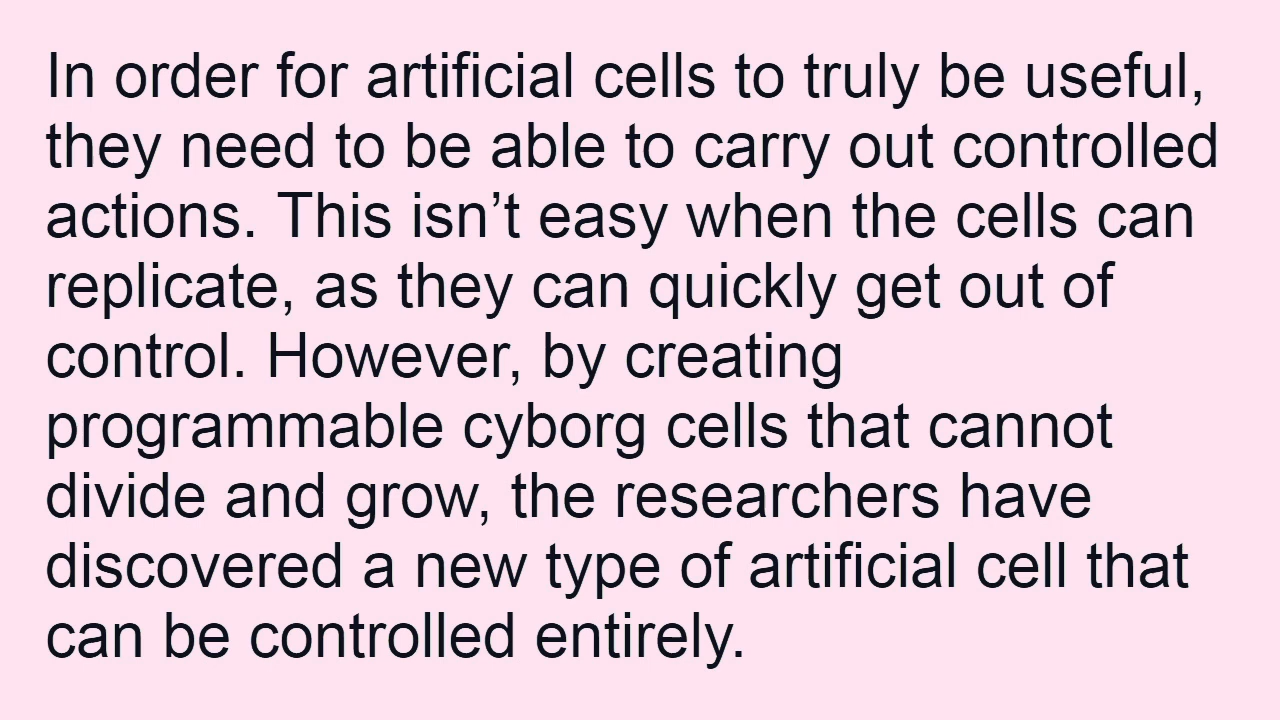 In order for artificial cells to truly be useful,
they need to be able to carry out controlled
actions. This isn’t easy when the cells can
replicate, as they can quickly get out of
control. However, by creating
programmable cyborg cells that cannot
divide and grow, the researchers have
discovered a new type of artificial cell that
can be controlled entirely.